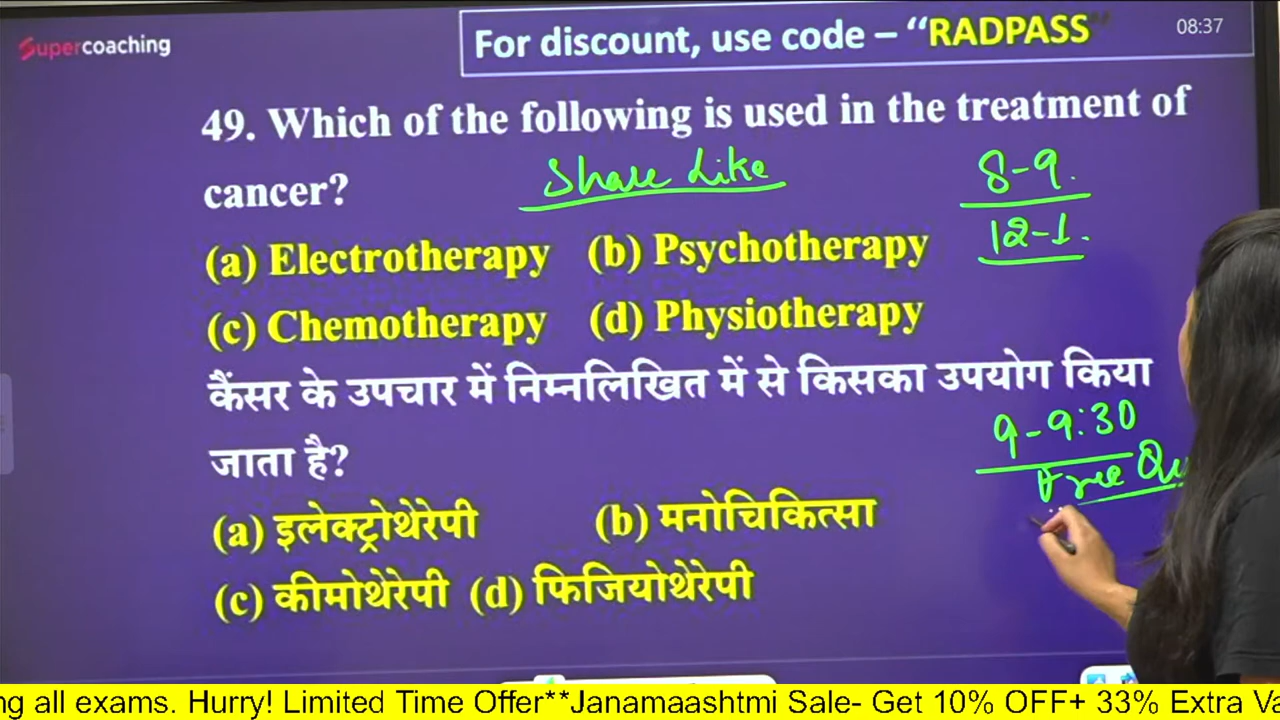 Supercoaching
For discount, use code – “RADPASS”
08:37
49. Which of the following is used in the treatment of
cancer?
Share Like
8-9.
12-1.
(a) Electrotherapy (b) Psychotherapy
(c) Chemotherapy (d) Physiotherapy
कैंसर के उपचार में निम्नलिखित में से किसका उपयोग किया
जाता है?
9-9:30
Free
(a) इलेक्ट्रोथेरेपी (b) मनोचिकित्सा
(c) कीमोथेरेपी (d) फिजियोथेरेपी
ng all exams. Hurry! Limited Time Offer**Janamaashtmi Sale- Get 10% OFF+ 33% Extra Va